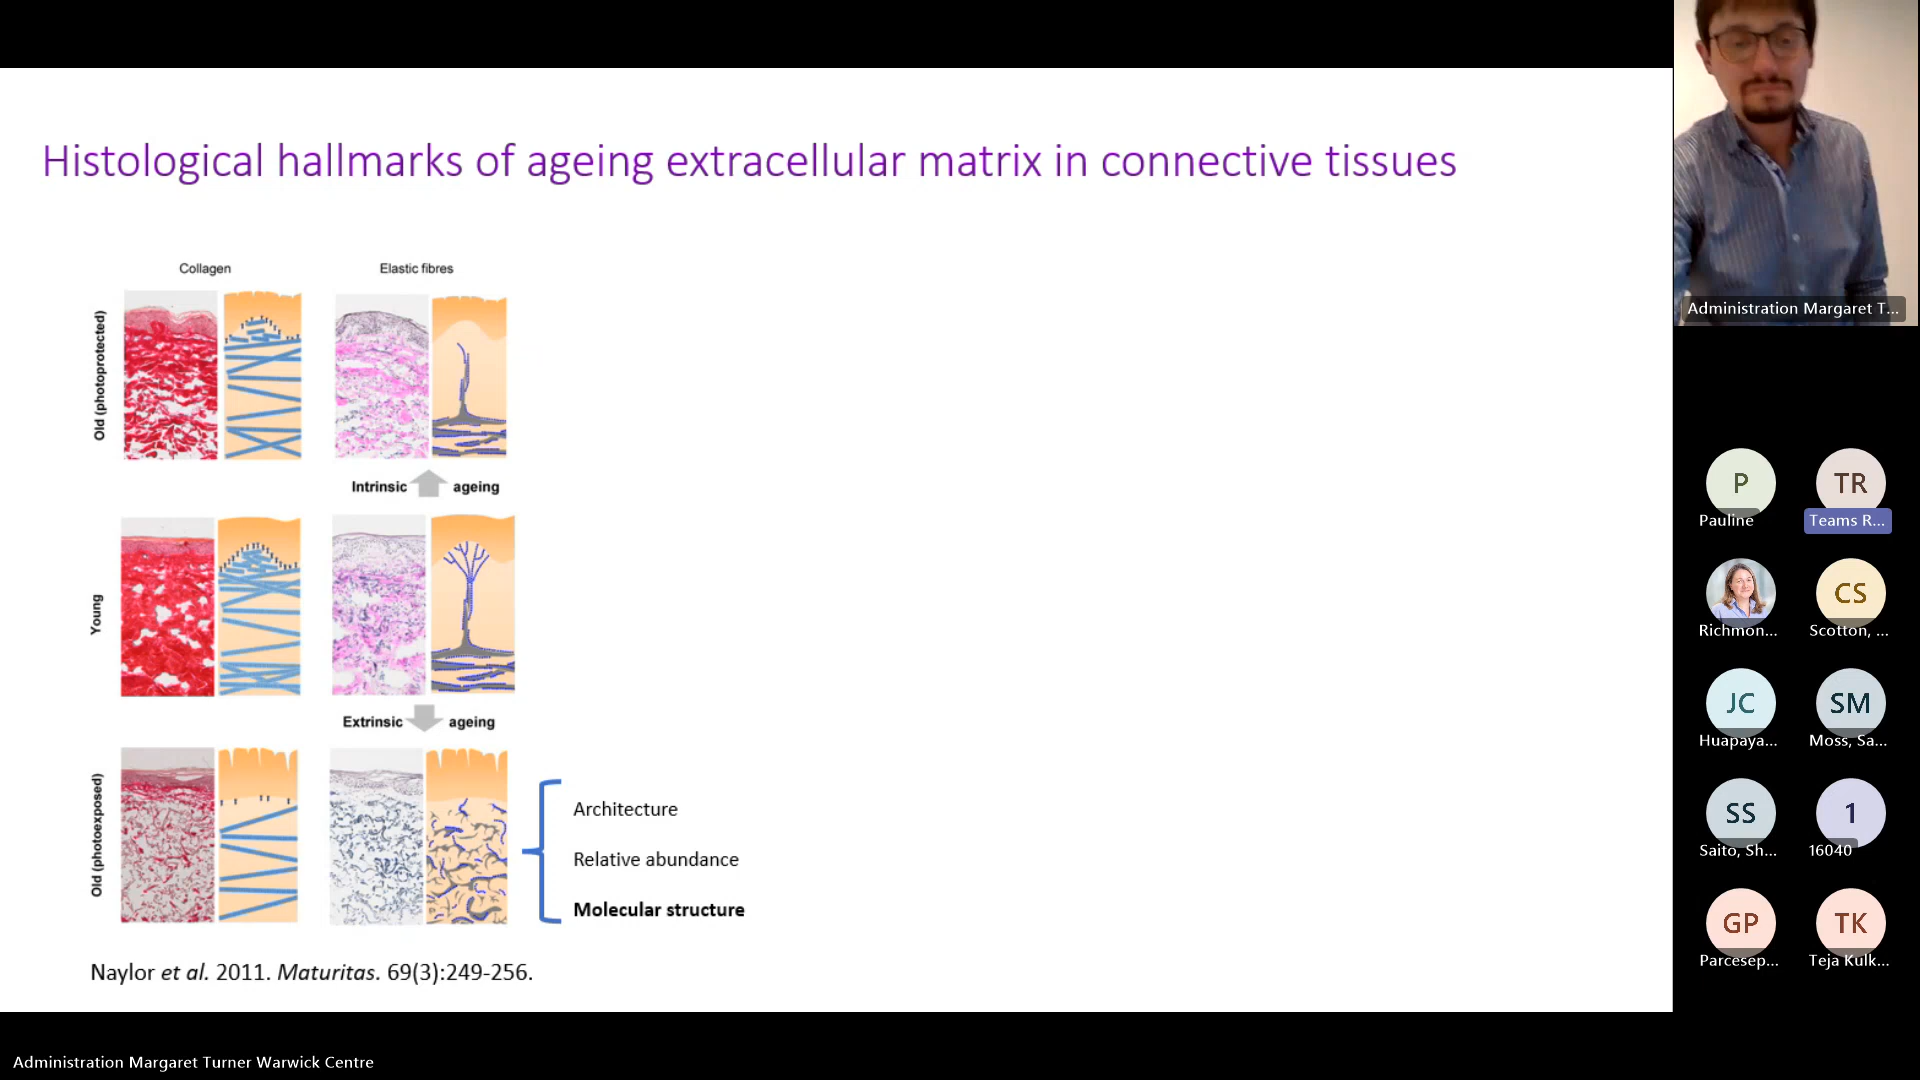 Histological hallmarks of ageing extracellular matrix in connective tissues
Collagen
Elastic fibres
Old (photoprotected)
Intrinsic ageing
Young
Extrinsic ageing
Old (photoexposed)
Architecture
Relative abundance
Molecular structure
Naylor et al. 2011. Maturitas. 69(3):249-256.
Administration Margaret T...
P
Pauline
TR
Teams R...
Richmon...
CS
Scotton, ...
JC
Huapaya...
SM
Moss, Sa...
SS
Saito, Sh...
1
16040
GP
Parcesep...
TK
Teja Kulk...
Administration Margaret Turner Warwick Centre